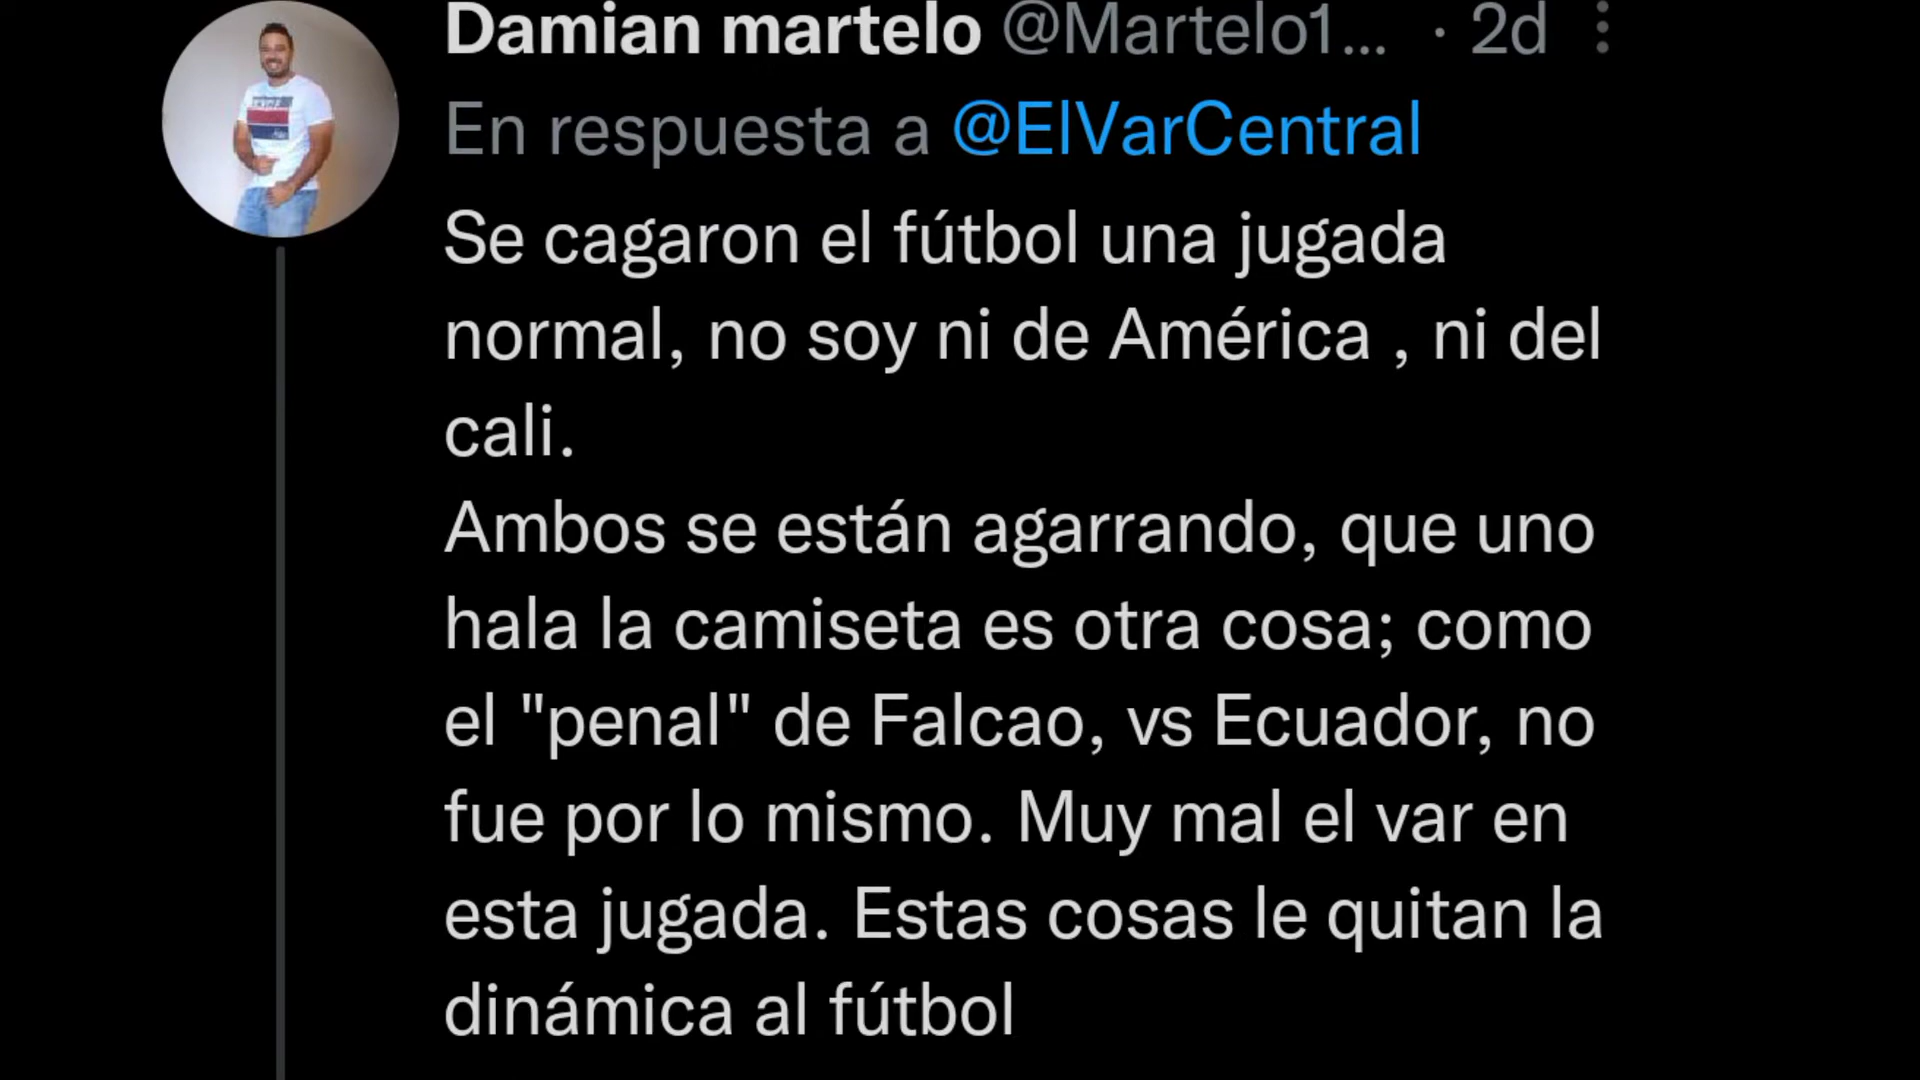 Damian martelo @Martelo1... · 2d
En respuesta a @ElVarCentral
Se cagaron el fútbol una jugada
normal, no soy ni de América , ni del
cali.
Ambos se están agarrando, que uno
hala la camiseta es otra cosa; como
el "penal" de Falcao, vs Ecuador, no
fue por lo mismo. Muy mal el var en
esta jugada. Estas cosas le quitan la
dinámica al fútbol